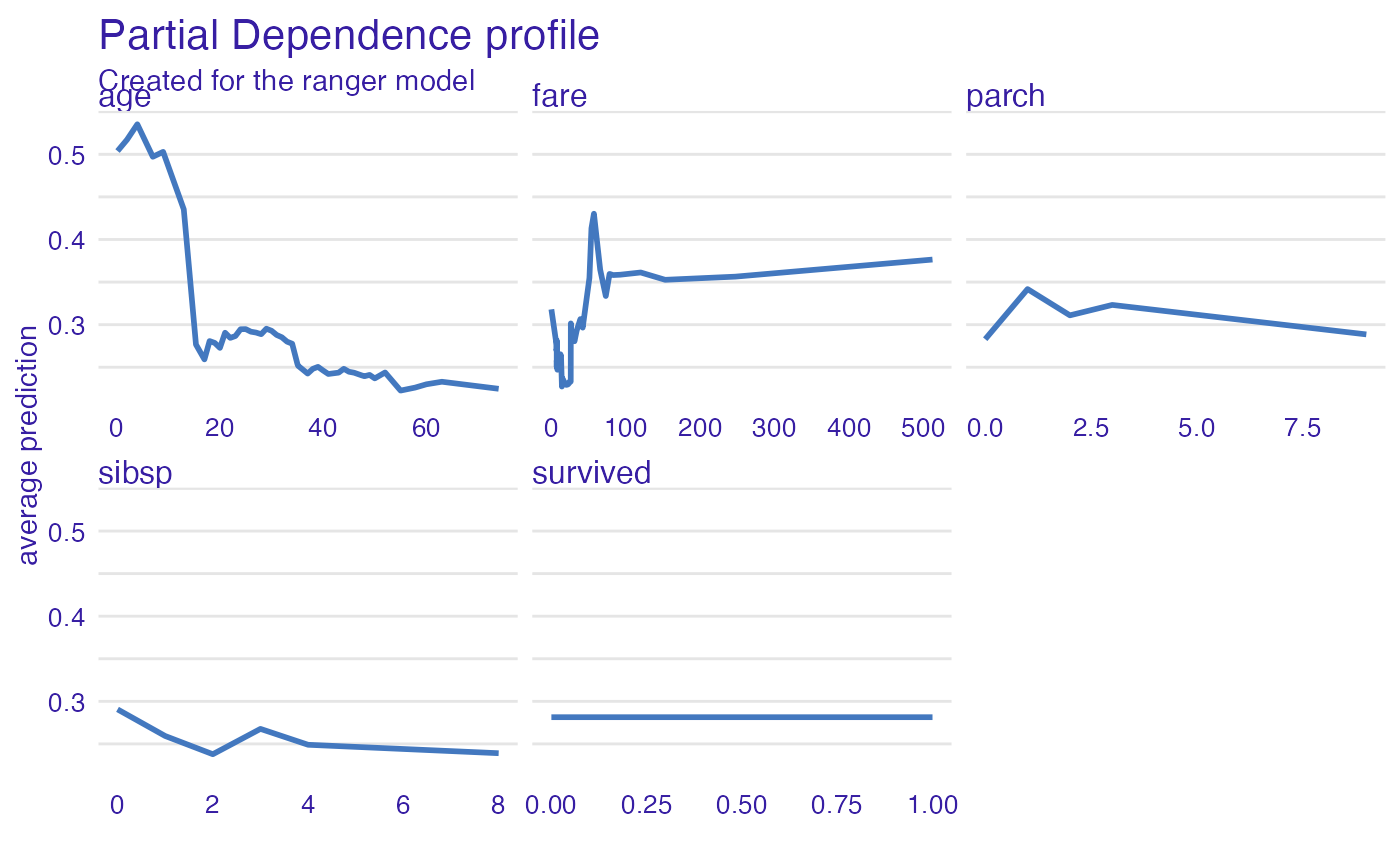 Partial Dependence profile
Created for the ranger model
age
fare
parch
0.5
0.4
0.3
0 20 40 60
0 100 200 300 400 500
0.0 2.5 5.0 7.5
average prediction
sibsp
survived
0.5
0.4
0.3
0 2 4 6 8
0.00 0.25 0.50 0.75 1.00